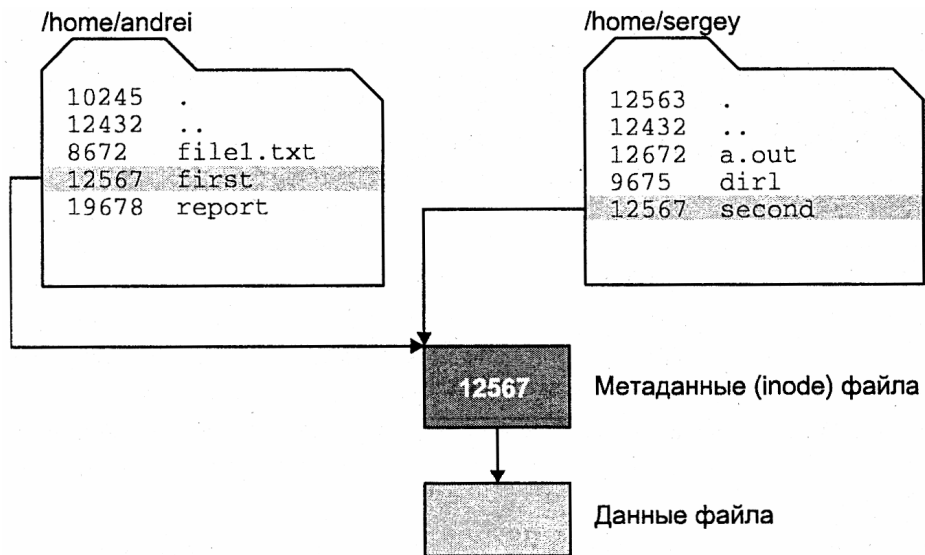 /home/andrei
10245 .
12432 ..
8672 file1.txt
12567 first
19678 report
/home/sergey
12563 .
12432 ..
12672 a.out
9675 dirl
12567 second
12567
Метаданные (inode) файла
Данные файла